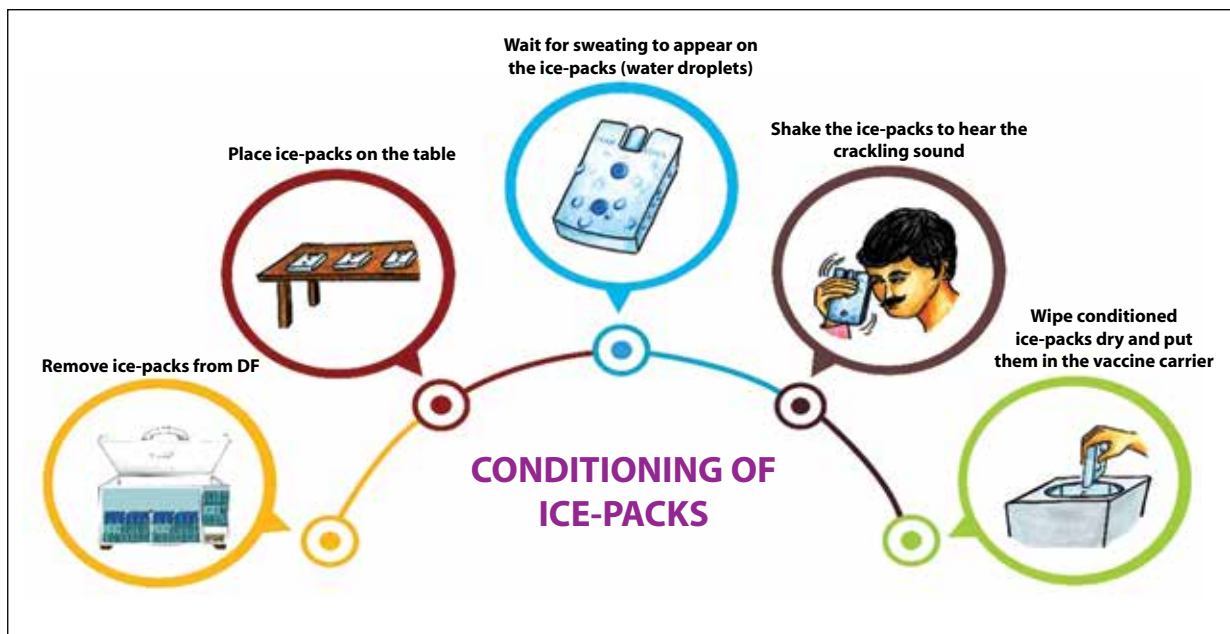 Wait for sweating to appear on
the ice-packs (water droplets)
Place ice-packs on the table
Shake the ice-packs to hear the
crackling sound
Remove ice-packs from DF
Wipe conditioned
ice-packs dry and put
them in the vaccine carrier
CONDITIONING OF
ICE-PACKS